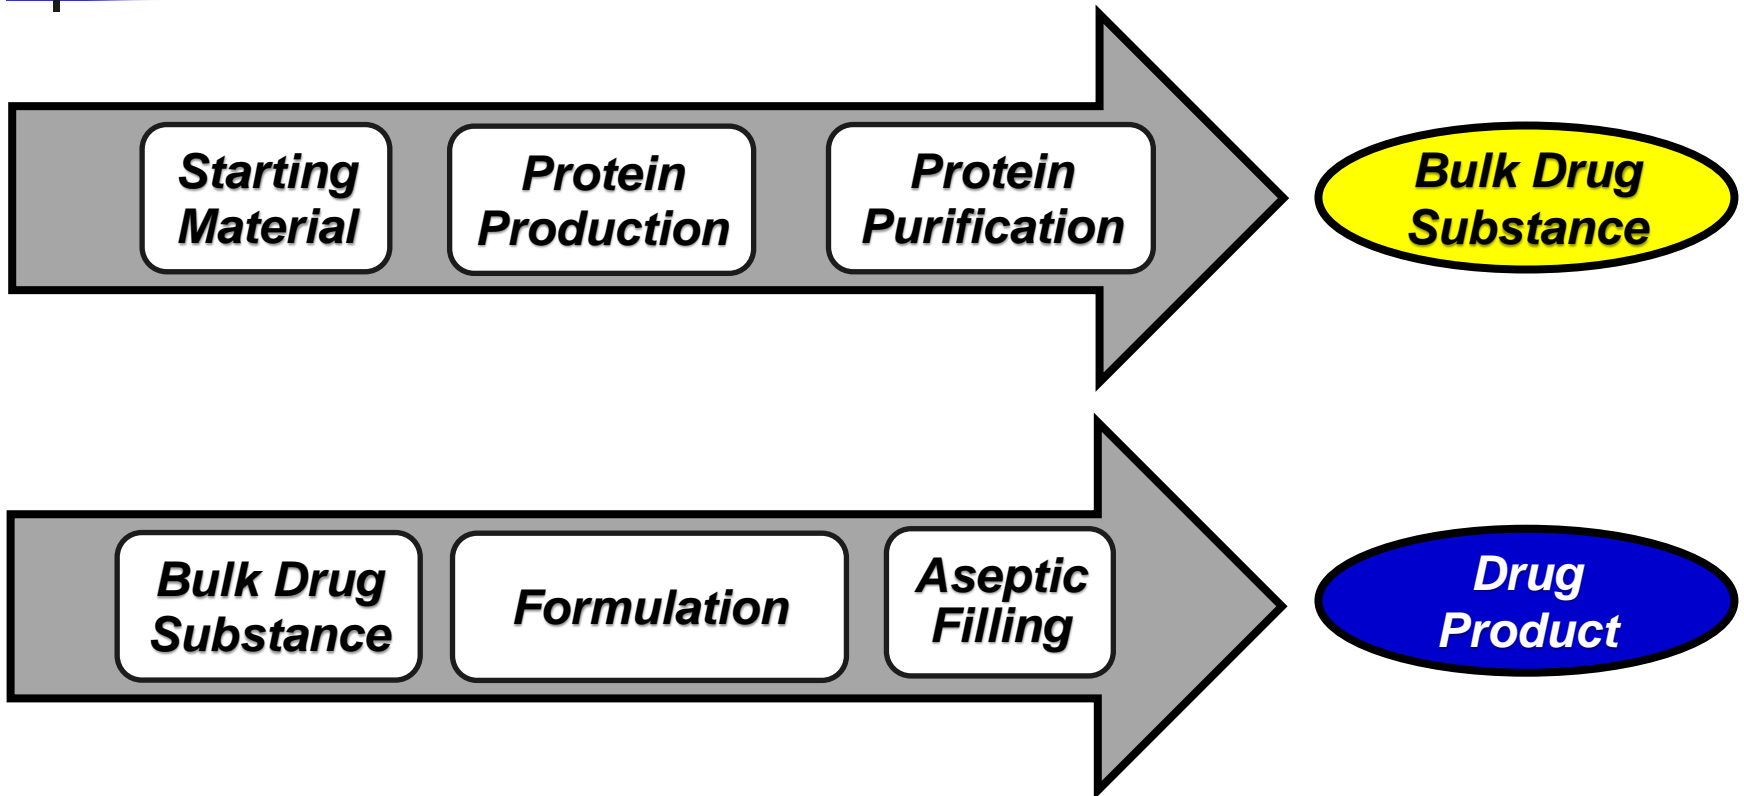 Starting
Material
Protein
Production
Protein
Purification
Bulk Drug
Substance
Bulk Drug
Substance
Formulation
Aseptic
Filling
Drug
Product